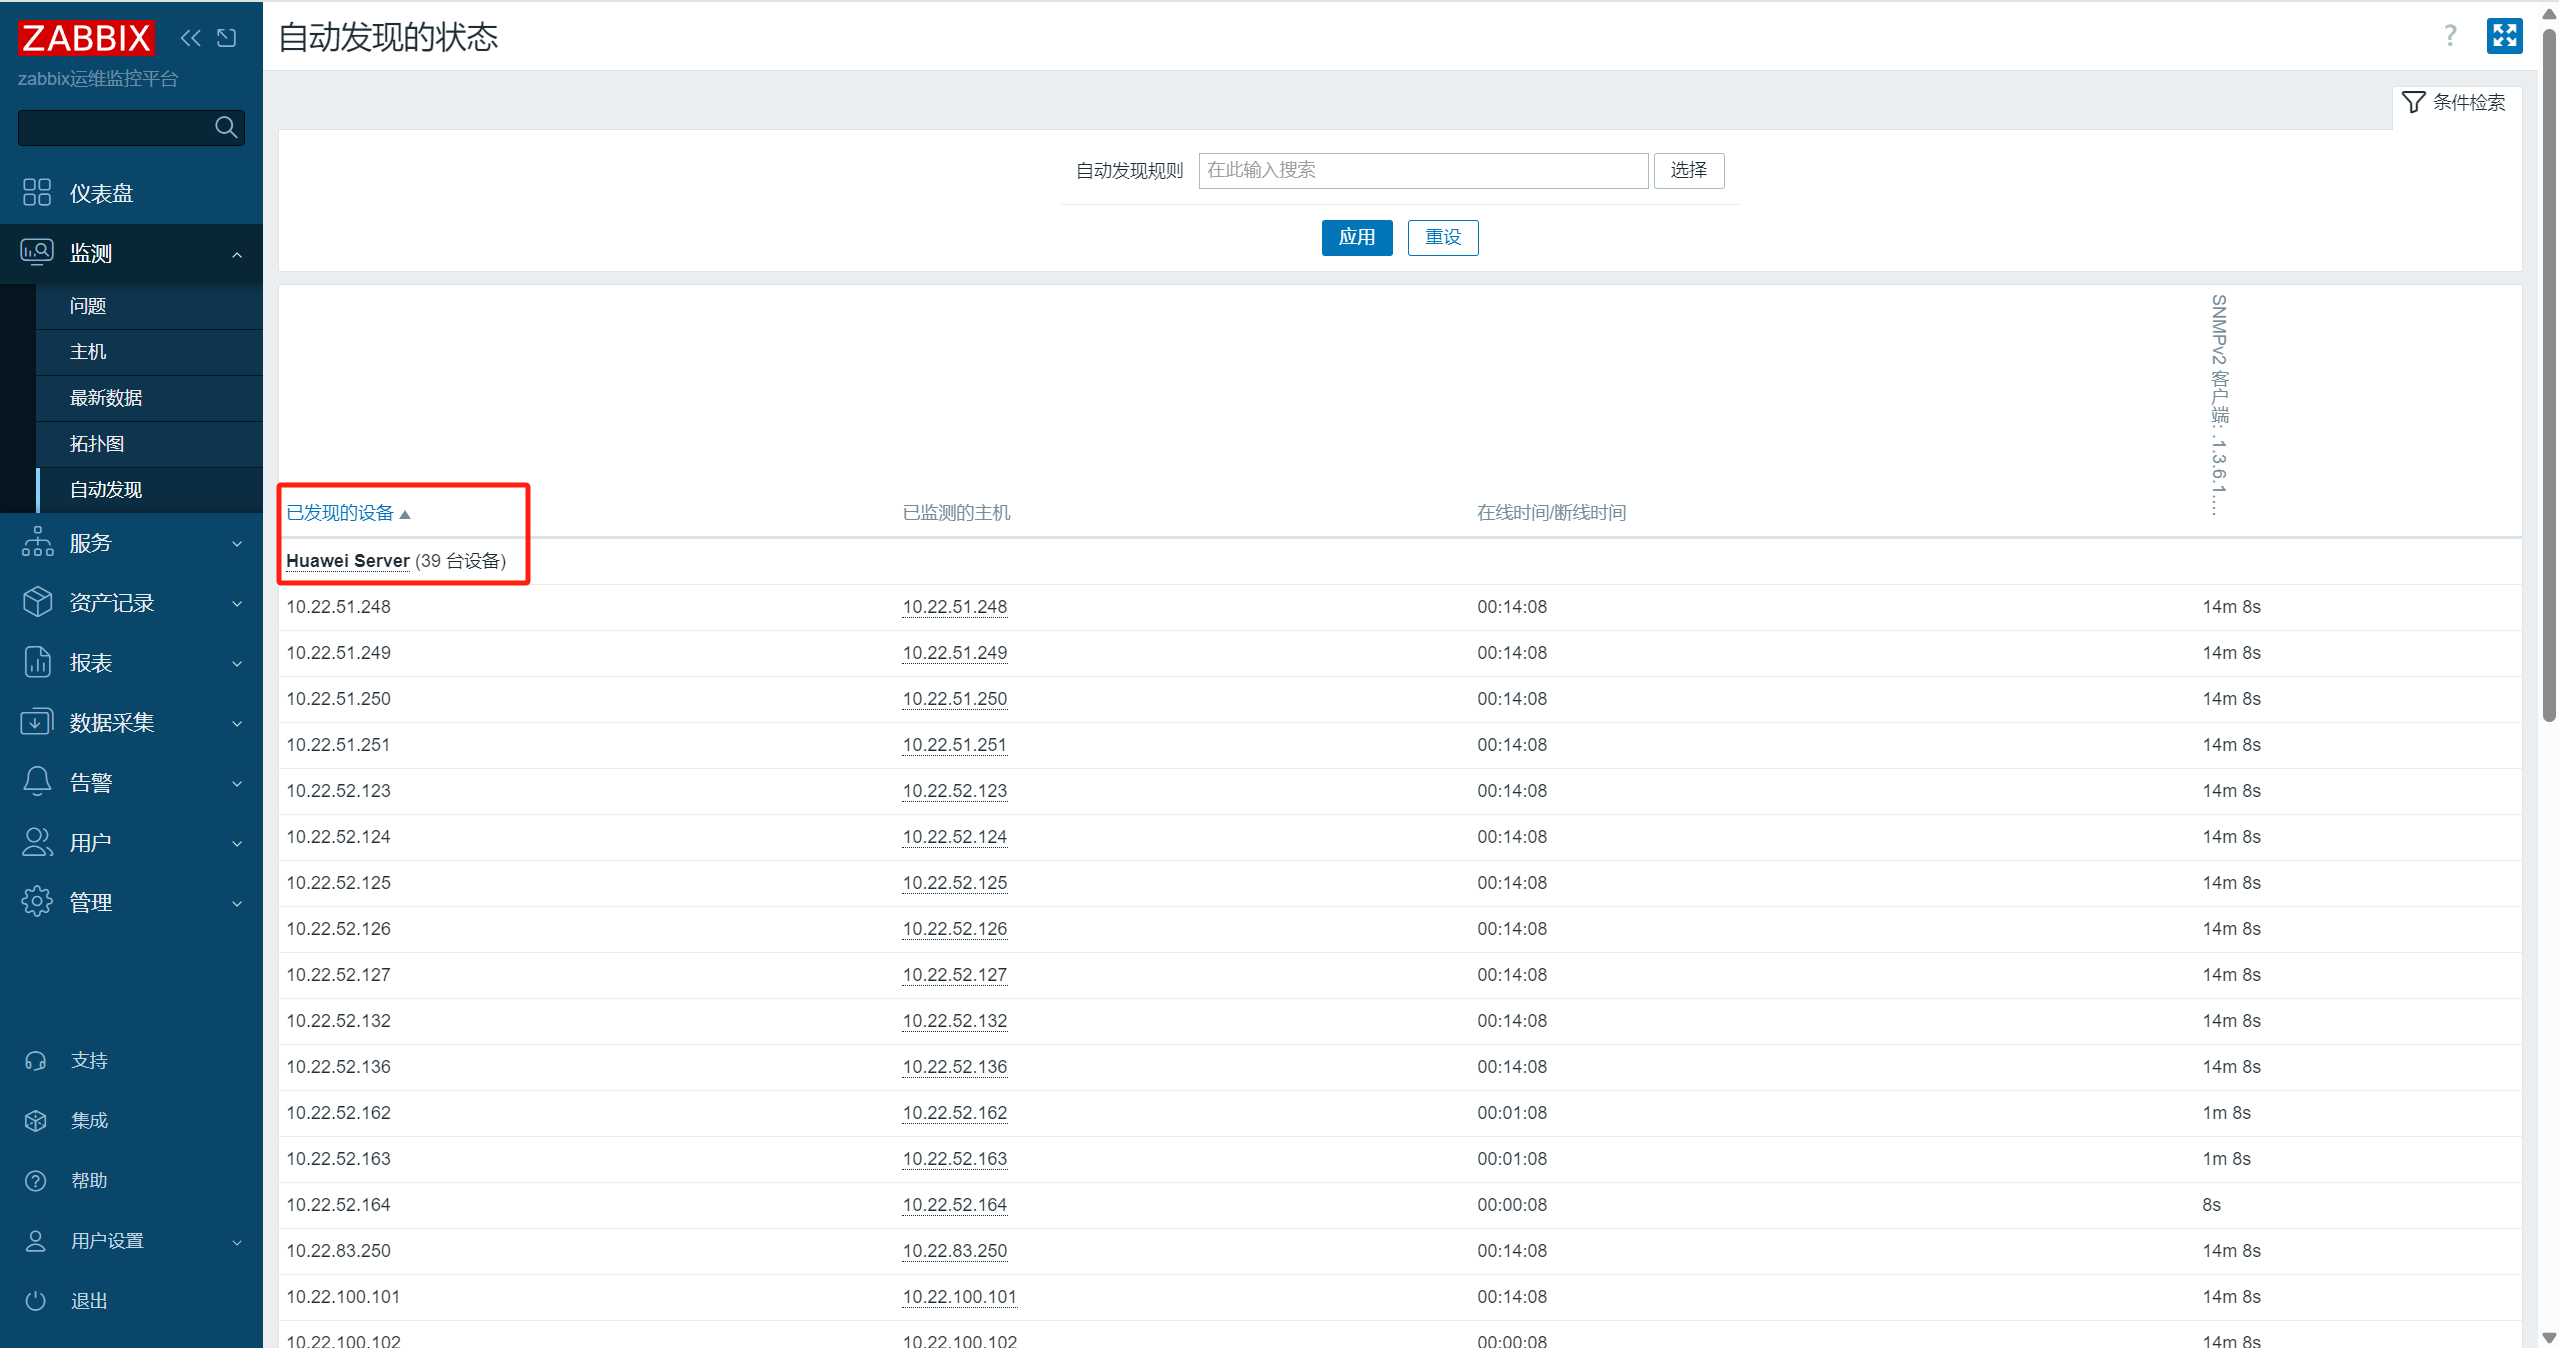 ZABBIX
zabbix运维监控平台
仪表盘
监测
问题
主机
最新数据
拓扑图
自动发现
服务
资产记录
报表
数据采集
告警
用户
管理
支持
集成
帮助
用户设置
退出
自动发现的状态
?
条件检索
自动发现规则 在此输入搜索 选择
应用 重设
已发现的设备 ▲ 已监测的主机 在线时间/断线时间 SNMPv2 客户端: .1.3.6.1....
Huawei Server (39 台设备)
10.22.51.248 10.22.51.248 00:14:08 14m 8s
10.22.51.249 10.22.51.249 00:14:08 14m 8s
10.22.51.250 10.22.51.250 00:14:08 14m 8s
10.22.51.251 10.22.51.251 00:14:08 14m 8s
10.22.52.123 10.22.52.123 00:14:08 14m 8s
10.22.52.124 10.22.52.124 00:14:08 14m 8s
10.22.52.125 10.22.52.125 00:14:08 14m 8s
10.22.52.126 10.22.52.126 00:14:08 14m 8s
10.22.52.127 10.22.52.127 00:14:08 14m 8s
10.22.52.132 10.22.52.132 00:14:08 14m 8s
10.22.52.136 10.22.52.136 00:14:08 14m 8s
10.22.52.162 10.22.52.162 00:01:08 1m 8s
10.22.52.163 10.22.52.163 00:01:08 1m 8s
10.22.52.164 10.22.52.164 00:00:08 8s
10.22.83.250 10.22.83.250 00:14:08 14m 8s
10.22.100.101 10.22.100.101 00:14:08 14m 8s
10.22.100.102 10.22.100.102 00:00:08 14m 8s